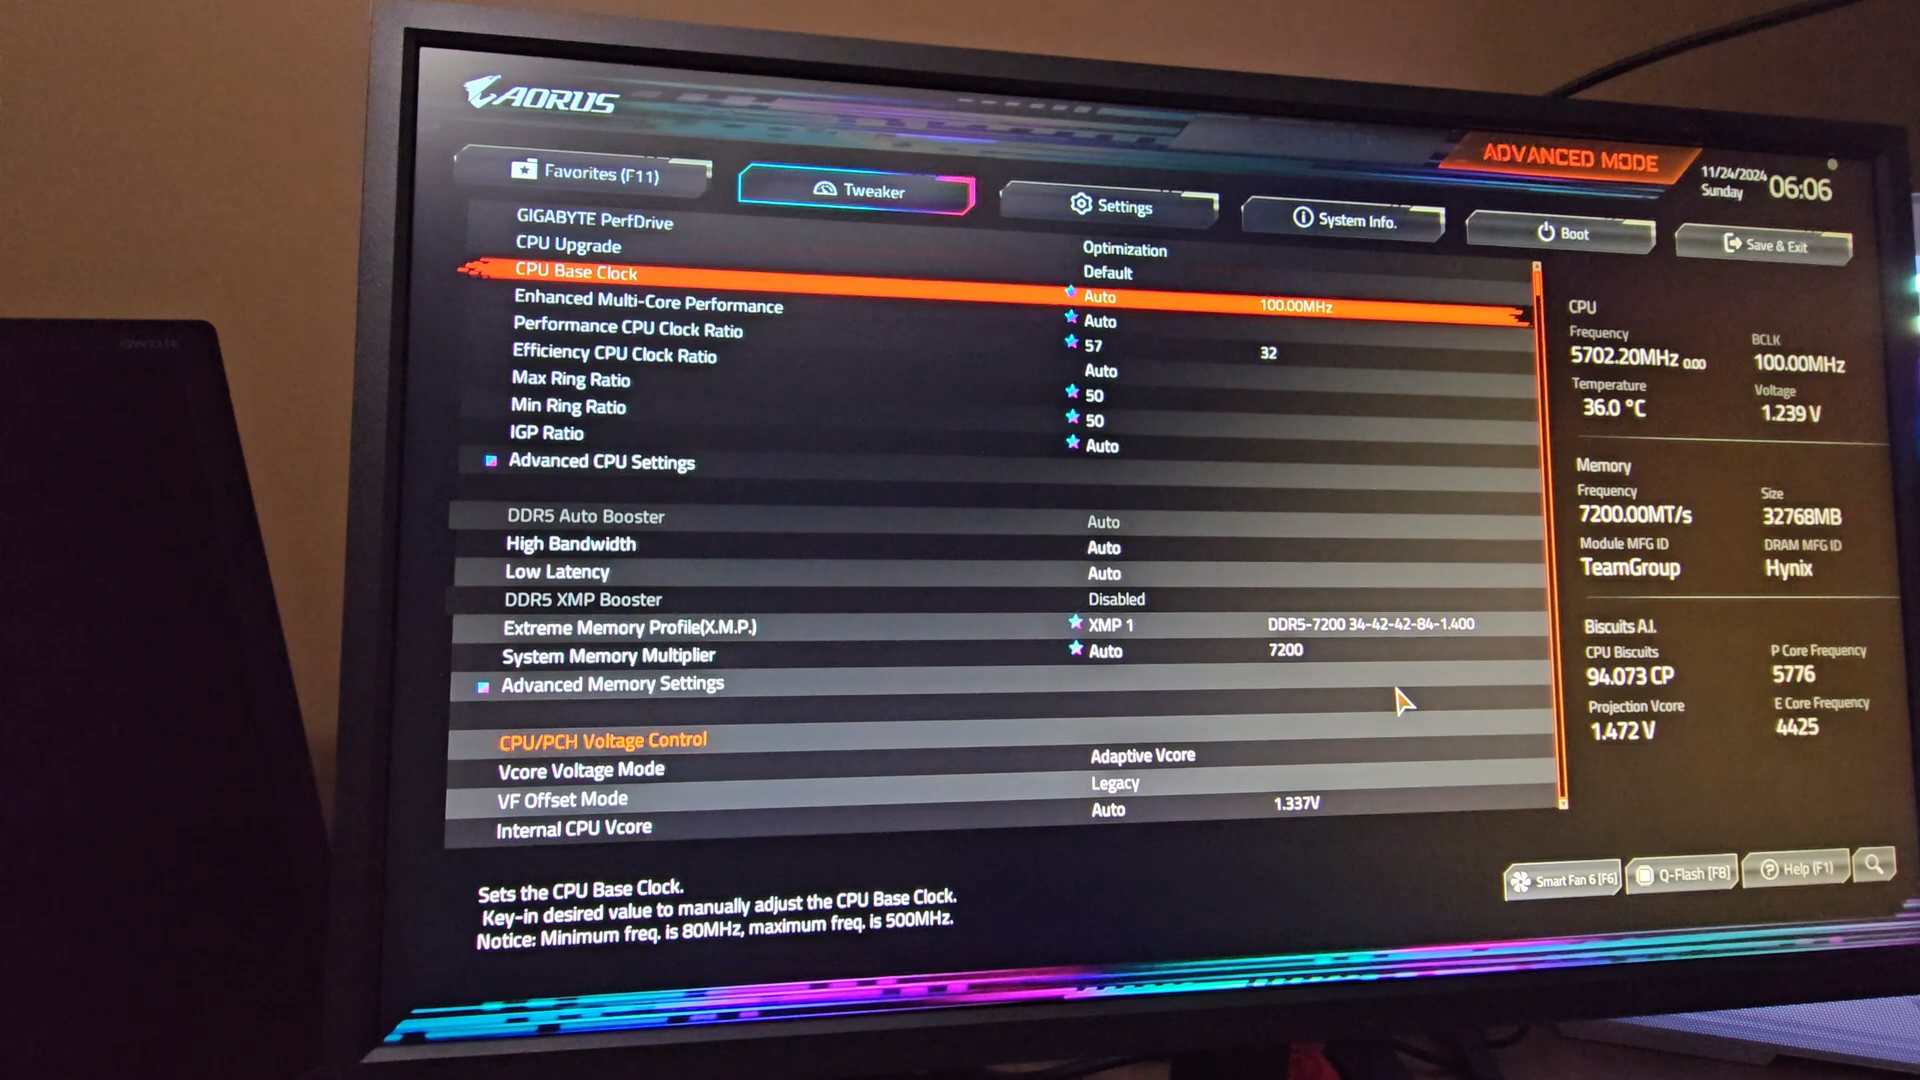 AORUS
ADVANCED MODE
11/24/2024 Sunday 06:06
Favorites (F11)
Tweaker
Settings
System Info.
Boot
Save & Exit
GIGABYTE PerfDrive Optimization
CPU Upgrade Default
CPU Base Clock Auto 100.00MHz
Enhanced Multi-Core Performance Auto
Performance CPU Clock Ratio 57 32
Efficiency CPU Clock Ratio Auto
Max Ring Ratio 50
Min Ring Ratio 50
IGP Ratio Auto
Advanced CPU Settings
DDR5 Auto Booster Auto
High Bandwidth Auto
Low Latency Auto
DDR5 XMP Booster Disabled
Extreme Memory Profile(X.M.P.) XMP 1 DDR5-7200 34-42-42-84-1.400
System Memory Multiplier Auto 7200
Advanced Memory Settings
CPU/PCH Voltage Control
Vcore Voltage Mode Adaptive Vcore
VF Offset Mode Legacy
Internal CPU Vcore Auto 1.337V
CPU
Frequency BCLK
5702.20MHz 0.00 100.00MHz
Temperature Voltage
36.0 °C 1.239 V
Memory
Frequency Size
7200.00MT/s 32768MB
Module MFG ID DRAM MFG ID
TeamGroup Hynix
Biscuits A.I.
CPU Biscuits P Core Frequency
94.073 CP 5776
Projection Vcore E Core Frequency
1.472 V 4425
Sets the CPU Base Clock.
Key-in desired value to manually adjust the CPU Base Clock.
Notice: Minimum freq. is 80MHz, maximum freq. is 500MHz.
Smart Fan 6 [F6]
Q-Flash [F8]
Help (F1)